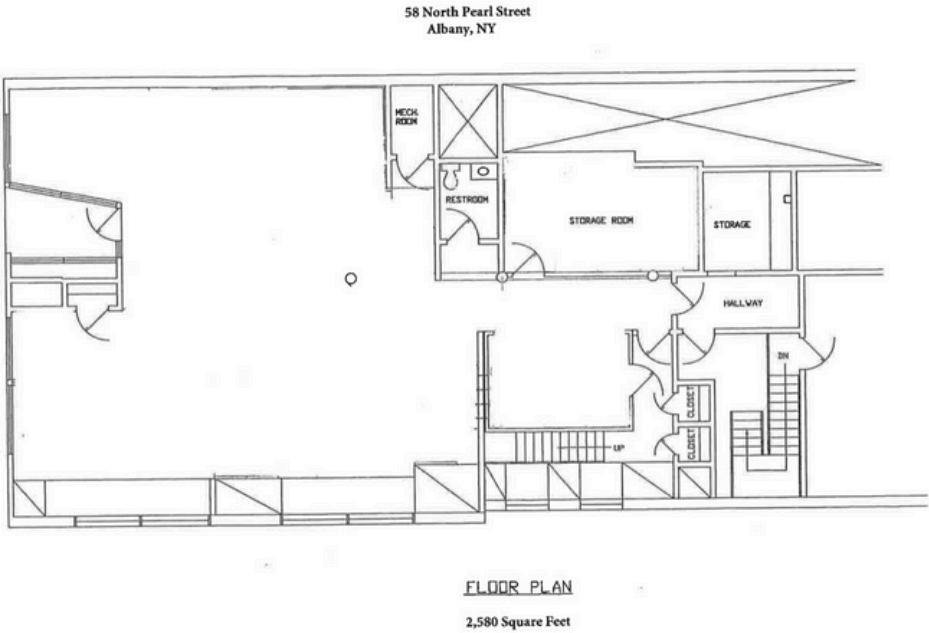 58 North Pearl Street
Albany, NY
MECH.
ROOM
RESTROOM
STORAGE ROOM
STORAGE
HALLWAY
DN
CLOSET
CLOSET
UP
FLOOR PLAN
2,580 Square Feet